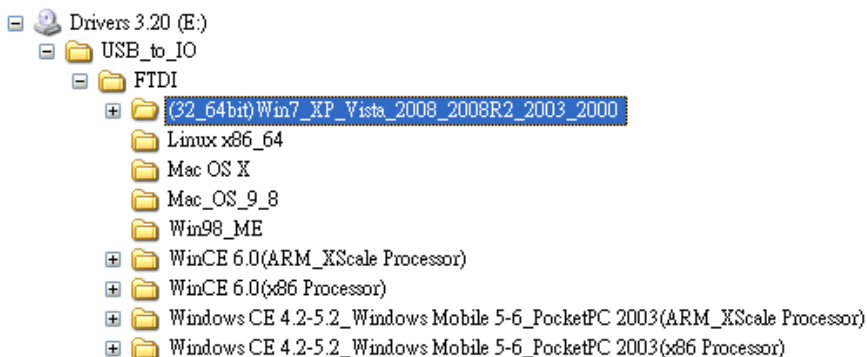 Drivers 3.20 (E:)
USB_to_IO
FTDI
(32_64bit)Win7_XP_Vista_2008_2008R2_2003_2000
Linux x86_64
Mac OS X
Mac_OS_9_8
Win98_ME
WinCE 6.0(ARM_XScale Processor)
WinCE 6.0(x86 Processor)
Windows CE 4.2-5.2_Windows Mobile 5-6_PocketPC 2003(ARM_XScale Processor)
Windows CE 4.2-5.2_Windows Mobile 5-6_PocketPC 2003(x86 Processor)